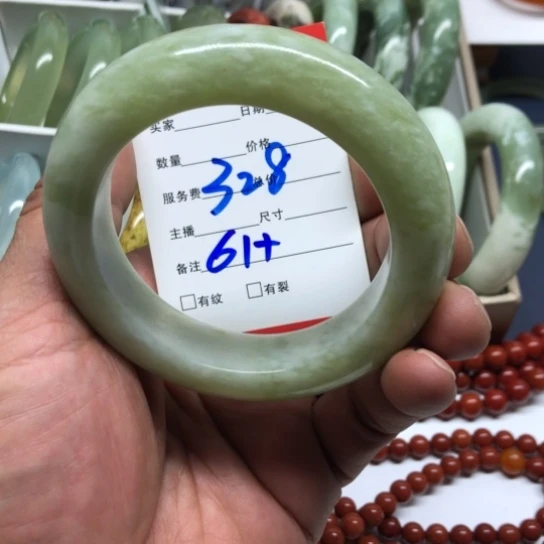 买家 日期
数量 价格
服务费 328 总价
主播 尺寸
备注 61+
□有纹 □有裂